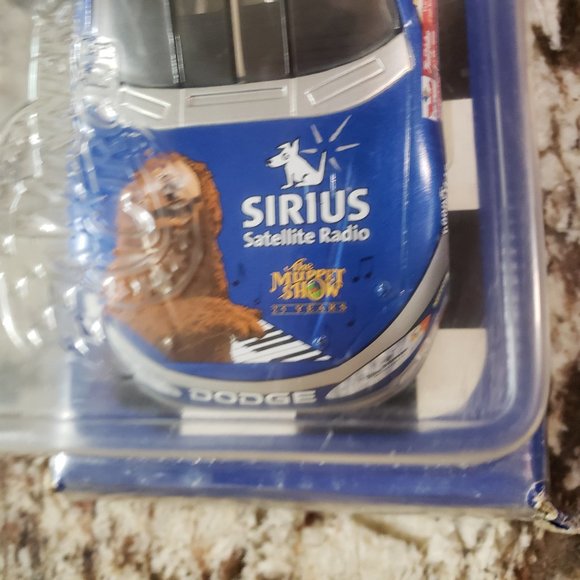 SIRIUS
Satellite Radio
The
MUPPET
SHOW
25 YEARS
DODGE